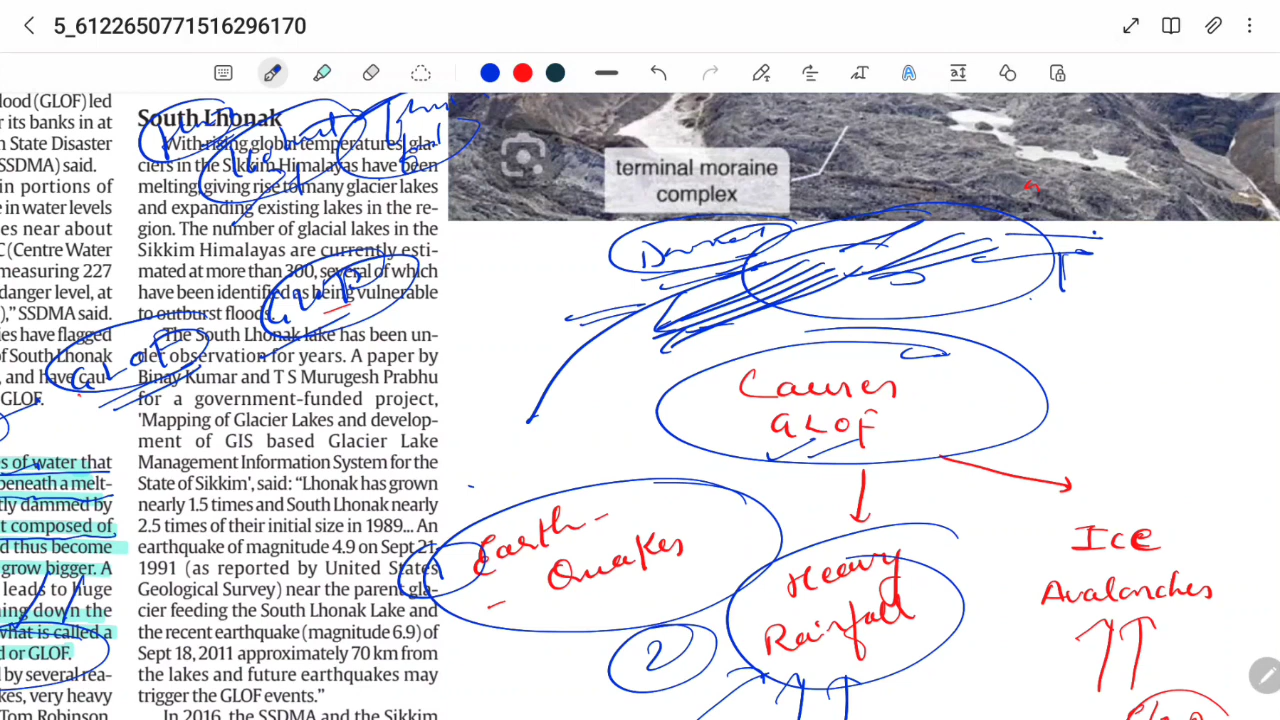 5_6122650771516296170
lood (GLOF) led
r its banks in at
n State Disaster
SSDMA) said.
in portions of
e in water levels
es near about
C (Centre Water
measuring 227
danger level, at
),” SSDMA said.
ies have flagged
of South Lhonak
, and have cau-
GLOF.
es of water that
beneath a melt-
tly dammed by
t composed of
d thus become
grow bigger. A
leads to huge
ning down the
what is called a
d or GLOF.
d by several rea-
kes, very heavy
Tom Robinson,
GLOF
South Lhonak
With rising global temperatures, gla-
ciers in the Sikkim Himalayas have been
melting, giving rise to many glacier lakes
and expanding existing lakes in the re-
gion. The number of glacial lakes in the
Sikkim Himalayas are currently esti-
mated at more than 300, several of which
have been identified as being vulnerable
to outburst floods.
The South Lhonak lake has been un-
der observation for years. A paper by
Binay Kumar and T S Murugesh Prabhu
for a government-funded project,
'Mapping of Glacier Lakes and develop-
ment of GIS based Glacier Lake
Management Information System for the
State of Sikkim', said: “Lhonak has grown
nearly 1.5 times and South Lhonak nearly
2.5 times of their initial size in 1989... An
earthquake of magnitude 4.9 on Sept 21,
1991 (as reported by United States
Geological Survey) near the parent gla-
cier feeding the South Lhonak Lake and
the recent earthquake (magnitude 6.9) of
Sept 18, 2011 approximately 70 km from
the lakes and future earthquakes may
trigger the GLOF events.”
In 2016, the SSDMA and the Sikkim
GLOF
terminal moraine
complex
Causes
GLOF
1
Earth-
Quakes
2
Heavy
Rainfall
Ice
Avalanches